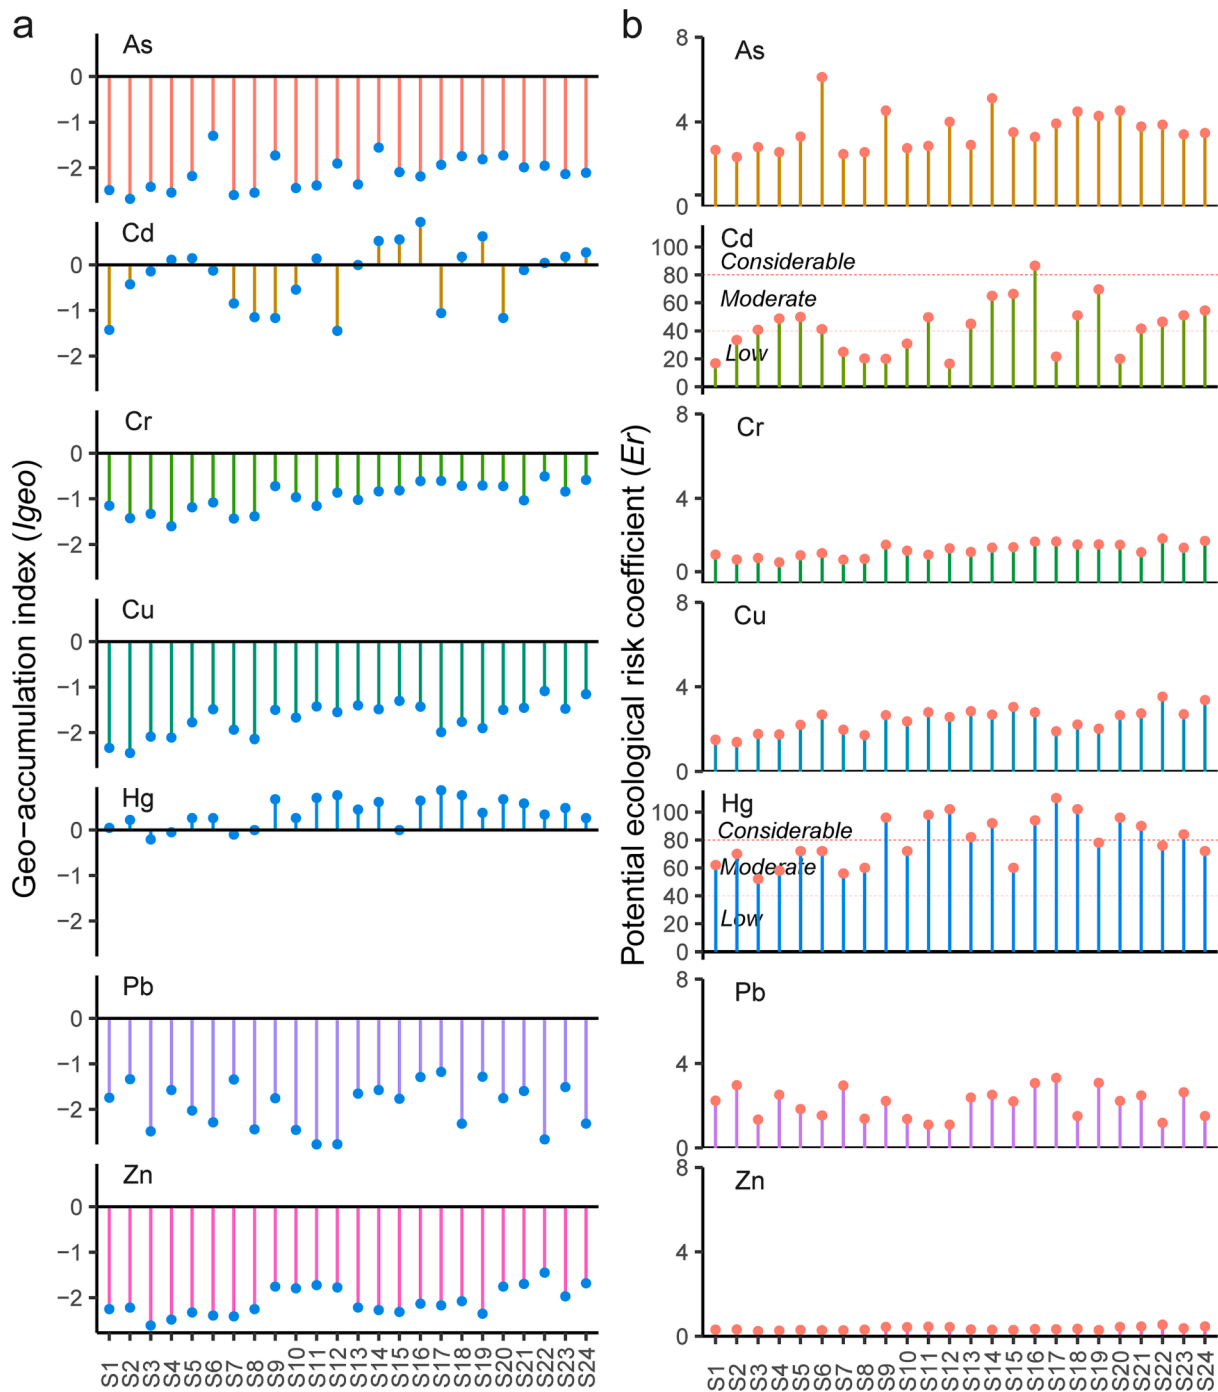 a
Geo−accumulation index (Igeo)
As
0
−1
−2
Cd
0
−1
−2
Cr
0
−1
−2
Cu
0
−1
−2
Hg
0
−1
−2
Pb
0
−1
−2
Zn
0
−1
−2
S1 S2 S3 S4 S5 S6 S7 S8 S9 S10 S11 S12 S13 S14 S15 S16 S17 S18 S19 S20 S21 S22 S23 S24
b
Potential ecological risk coefficient (Er)
8
As
4
0
Cd
100
Considerable
80
Moderate
60
40
Low
20
0
8
Cr
4
0
8
Cu
4
0
Hg
100
Considerable
80
Moderate
60
40
Low
20
0
8
Pb
4
0
8
Zn
4
0
S1 S2 S3 S4 S5 S6 S7 S8 S9 S10 S11 S12 S13 S14 S15 S16 S17 S18 S19 S20 S21 S22 S23 S24